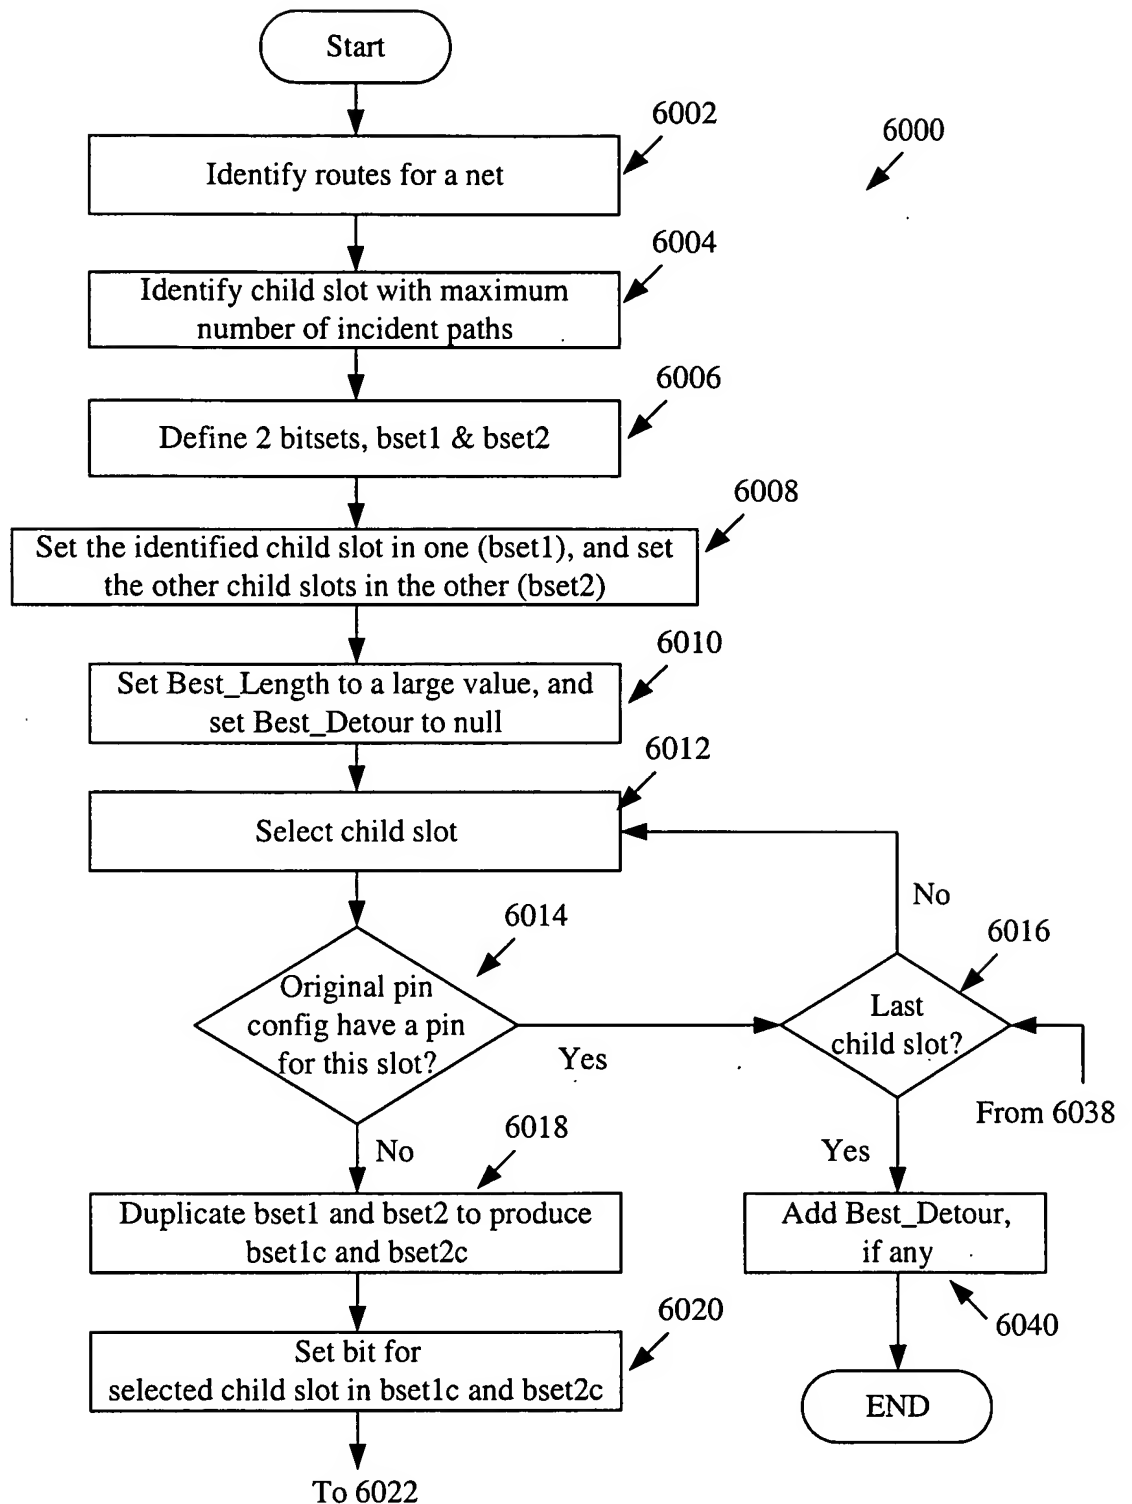 Start
6002
6000
Identify routes for a net
6004
Identify child slot with maximum
number of incident paths
6006
Define 2 bitsets, bset1 & bset2
6008
Set the identified child slot in one (bset1), and set
the other child slots in the other (bset2)
6010
Set Best_Length to a large value, and
set Best_Detour to null
6012
Select child slot
No
6014
6016
Original pin
config have a pin
for this slot?
Last
child slot?
Yes
From 6038
6018
No
Yes
Duplicate bset1 and bset2 to produce
bset1c and bset2c
Add Best_Detour,
if any
6020
6040
Set bit for
selected child slot in bset1c and bset2c
END
To 6022